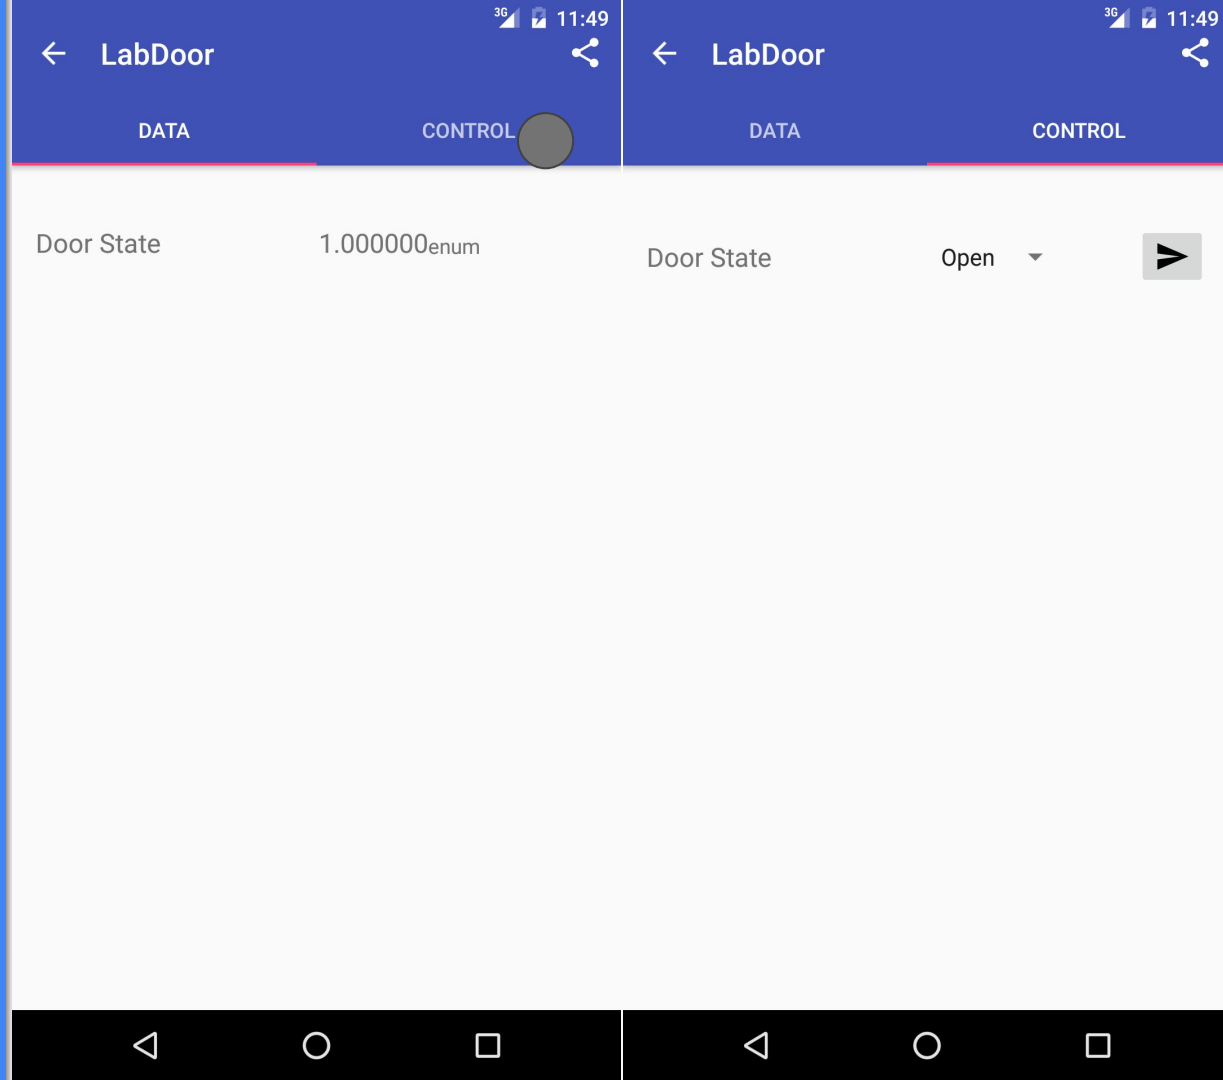 3G 11:49
LabDoor
DATA CONTROL
Door State 1.000000enum
3G 11:49
LabDoor
DATA CONTROL
Door State Open